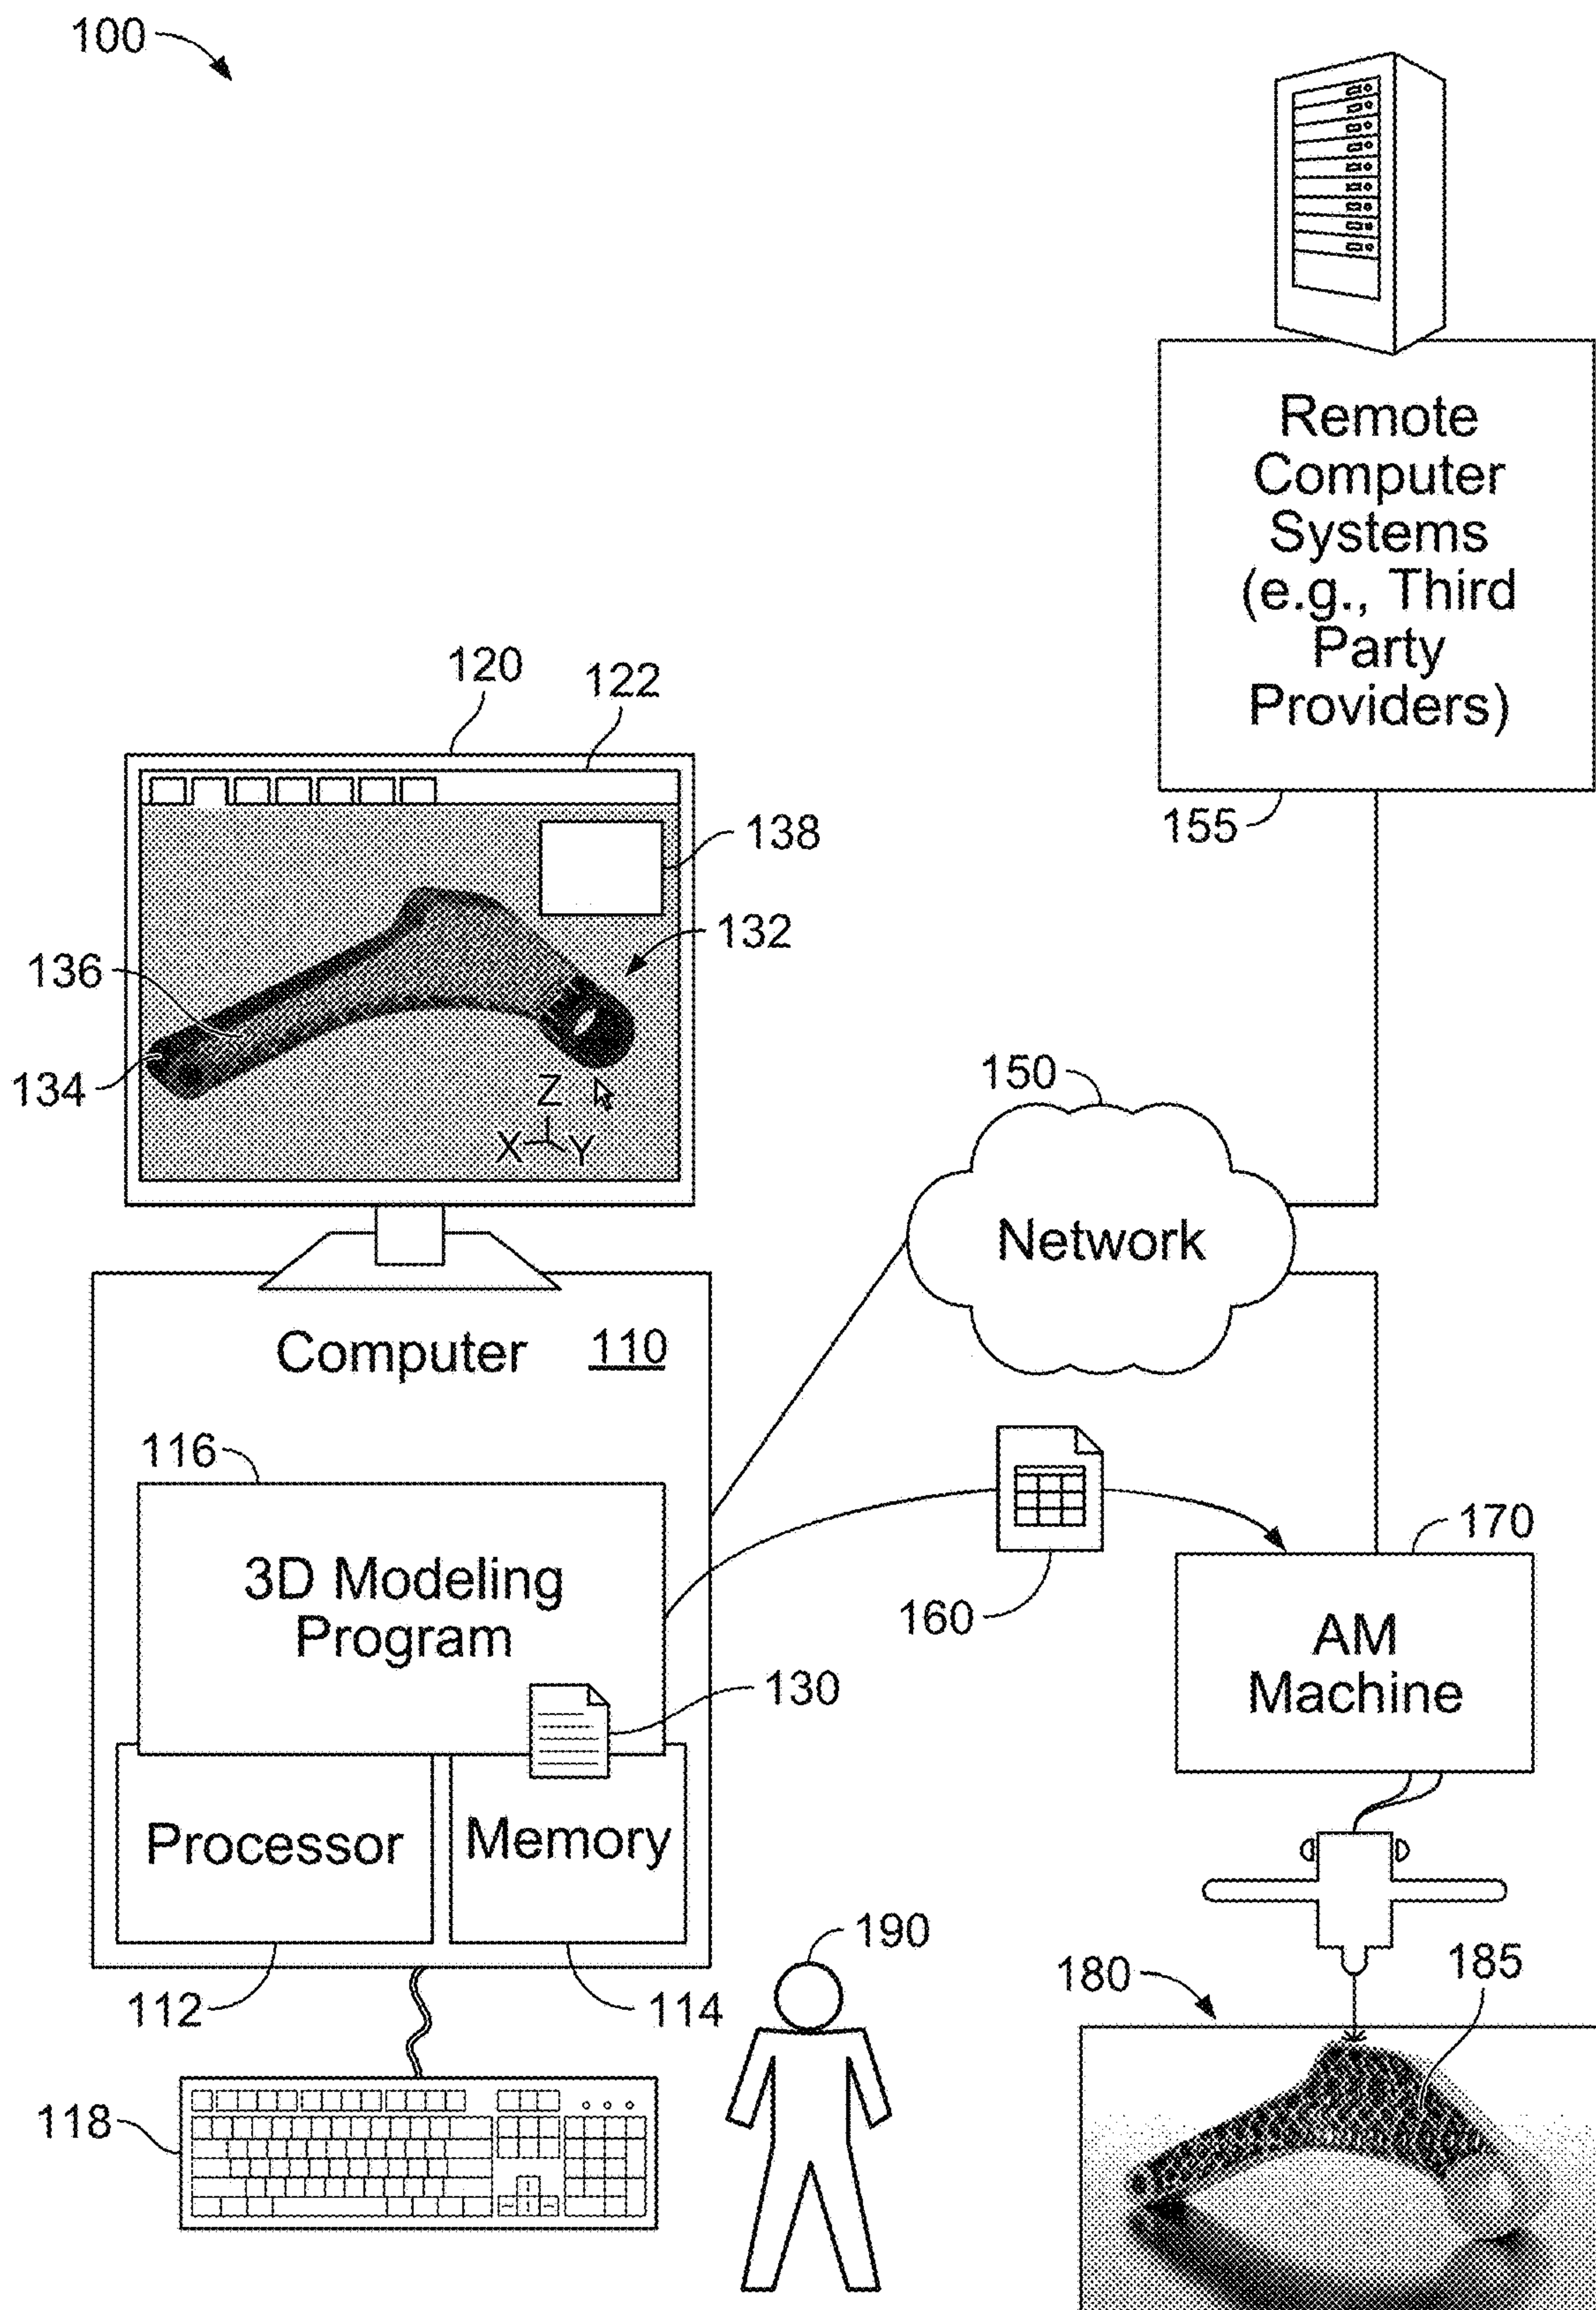 100
Remote
Computer
Systems
(e.g., Third
Party
Providers)
155
120
122
138
132
136
134
Z
X
Y
150
Network
Computer 110
116
3D Modeling
Program
130
160
170
AM
Machine
Processor
Memory
112
114
190
180
185
118